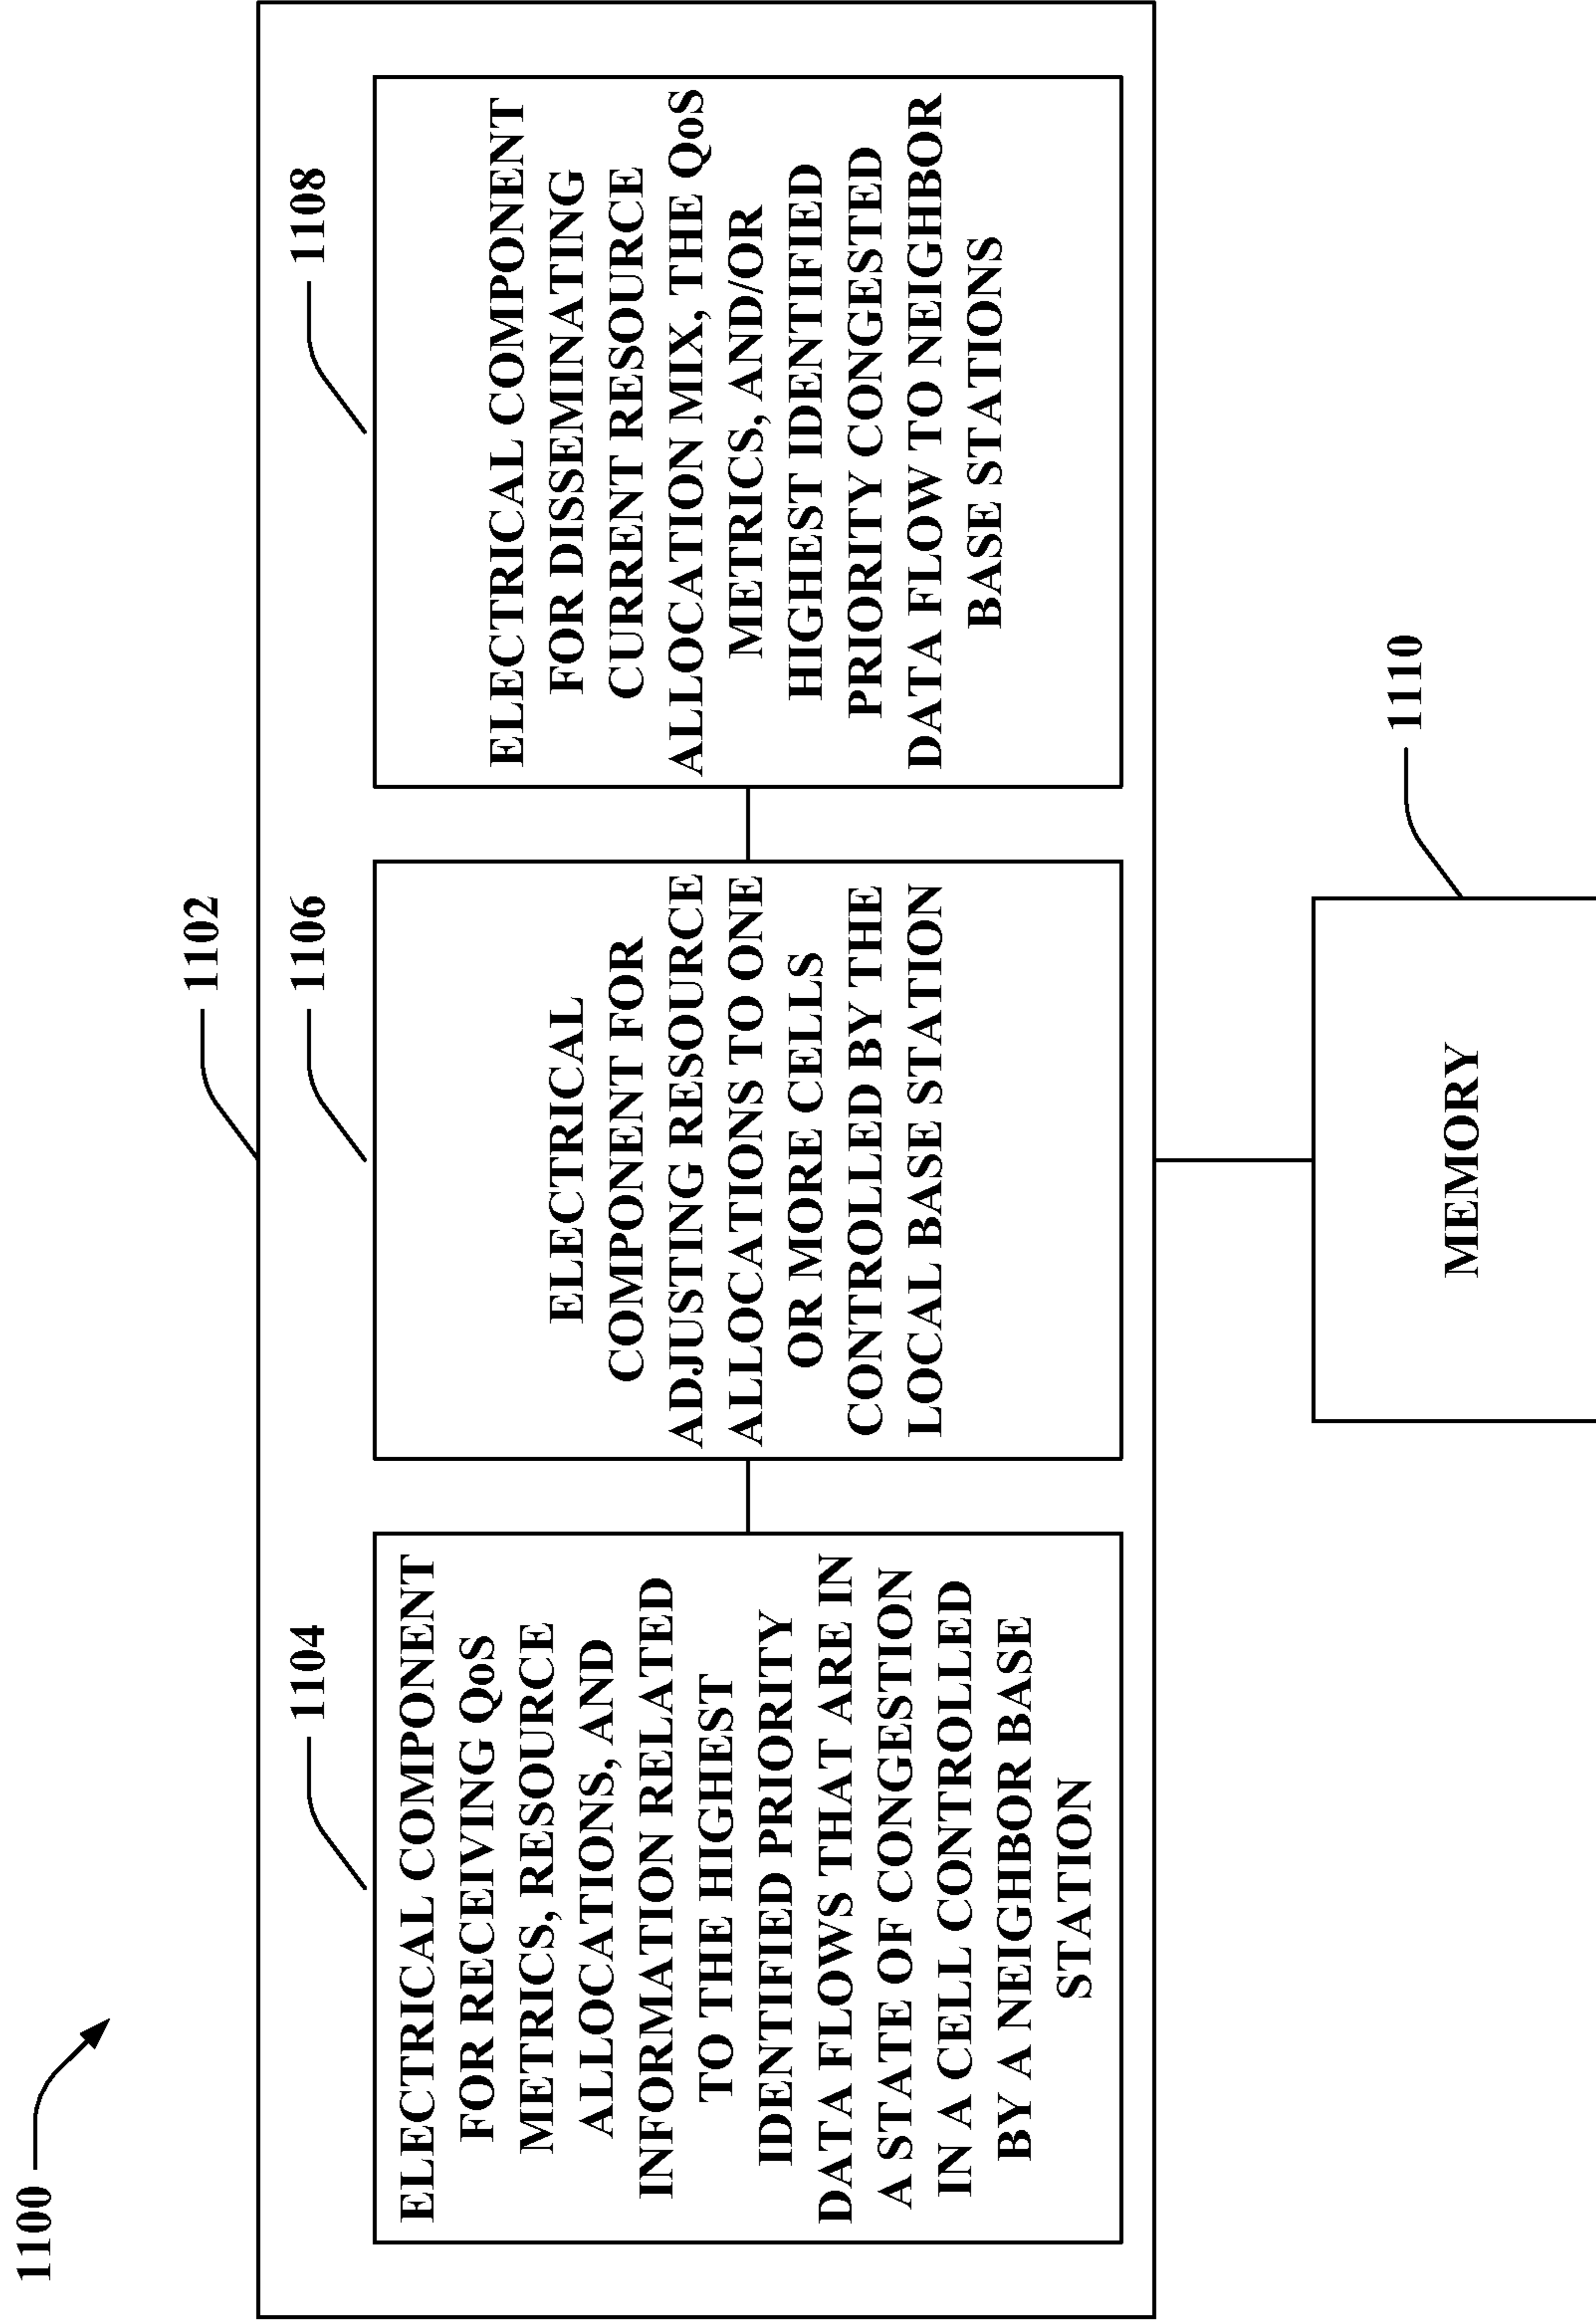 1100
1102
1104
ELECTRICAL COMPONENT
FOR RECEIVING QoS
METRICS, RESOURCE
ALLOCATIONS, AND
INFORMATION RELATED
TO THE HIGHEST
IDENTIFIED PRIORITY
DATA FLOWS THAT ARE IN
A STATE OF CONGESTION
IN A CELL CONTROLLED
BY A NEIGHBOR BASE
STATION
1106
ELECTRICAL
COMPONENT FOR
ADJUSTING RESOURCE
ALLOCATIONS TO ONE
OR MORE CELLS
CONTROLLED BY THE
LOCAL BASE STATION
1108
ELECTRICAL COMPONENT
FOR DISSEMINATING
CURRENT RESOURCE
ALLOCATION MIX, THE QoS
METRICS, AND/OR
HIGHEST IDENTIFIED
PRIORITY CONGESTED
DATA FLOW TO NEIGHBOR
BASE STATIONS
1110
MEMORY